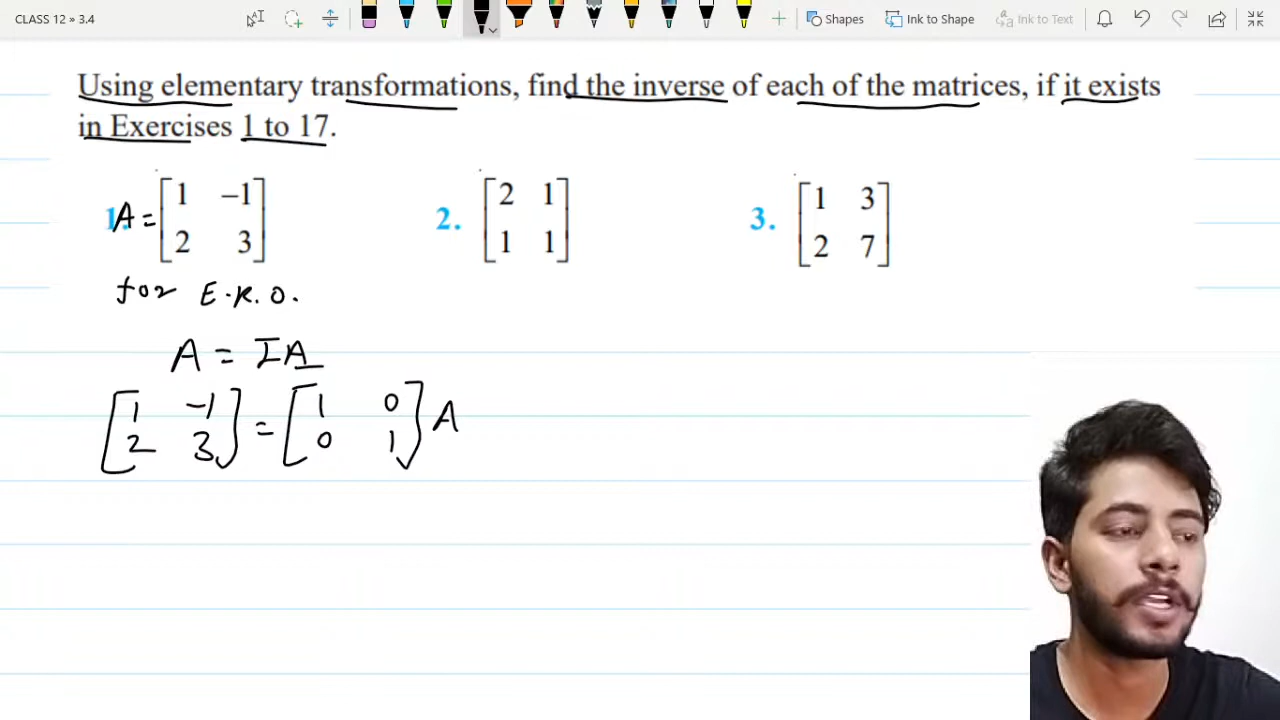 CLASS 12 » 3.4
Shapes
Ink to Shape
Ink to Text
Using elementary transformations, find the inverse of each of the matrices, if it exists
in Exercises 1 to 17.
1. A = [1 −1
2 3]
2. [2 1
1 1]
3. [1 3
2 7]
for E.R.O.
A = IA
[1 -1 = [1 0 A
2 3] 0 1]